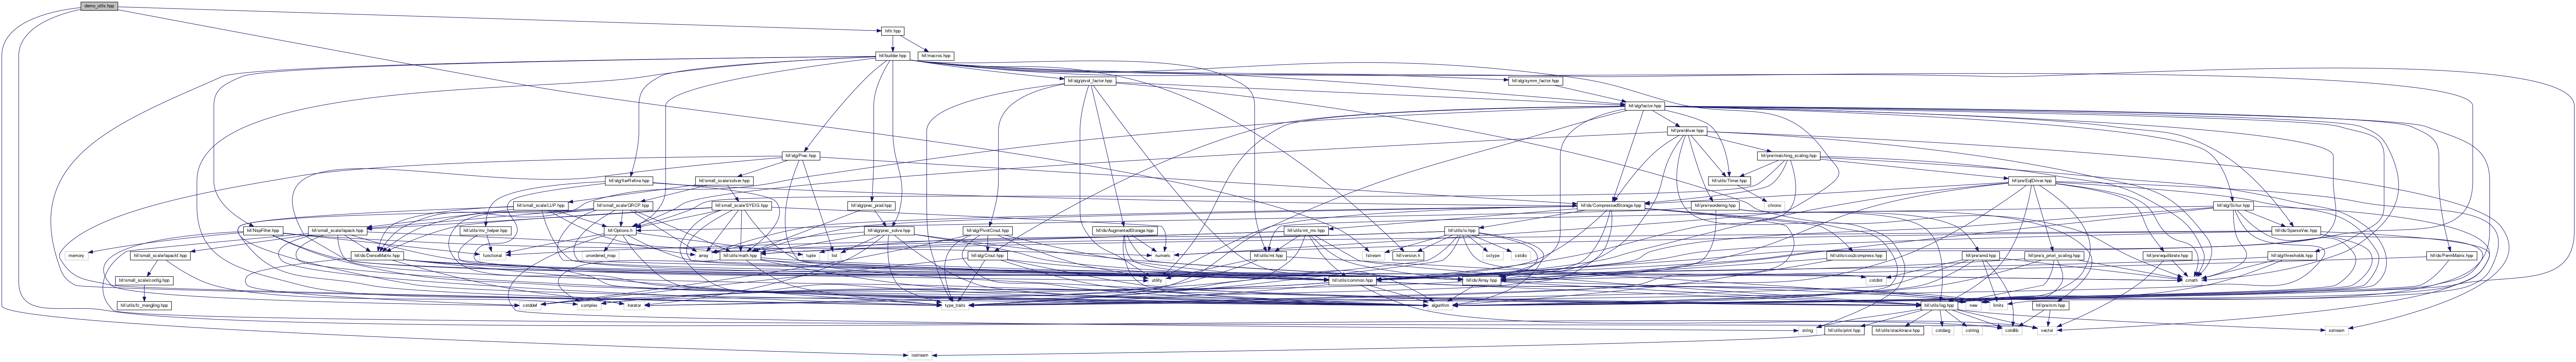 demo_utils.hpp
hif/hif.hpp
hif/builder.hpp
hif/macros.hpp
hif/alg/pivot_factor.hpp
hif/alg/symm_factor.hpp
hif/alg/factor.hpp
hif/pre/driver.hpp
hif/alg/Prec.hpp
hif/pre/matching_scaling.hpp
hif/alg/IterRefine.hpp
hif/small_scale/solver.hpp
hif/utils/Timer.hpp
hif/pre/EqlDriver.hpp
hif/small_scale/LUP.hpp
hif/small_scale/QRCP.hpp
hif/small_scale/SYEIG.hpp
hif/alg/prec_prod.hpp
hif/ds/CompressedStorage.hpp
hif/pre/reordering.hpp
chrono
hif/alg/Schur.hpp
hif/NspFilter.hpp
hif/small_scale/lapack.hpp
hif/utils/mv_helper.hpp
hif/Options.h
hif/alg/prec_solve.hpp
hif/alg/PivotCrout.hpp
hif/ds/AugmentedStorage.hpp
hif/utils/mt_mv.hpp
hif/utils/io.hpp
hif/ds/SparseVec.hpp
memory
hif/small_scale/lapackf.hpp
hif/ds/DenseMatrix.hpp
functional
unordered_map
array
hif/utils/math.hpp
tuple
list
hif/alg/Crout.hpp
numeric
hif/utils/mt.hpp
fstream
hif/version.h
cctype
cstdio
hif/utils/coo2compress.hpp
hif/pre/amd.hpp
hif/pre/a_priori_scaling.hpp
hif/pre/equilibrate.hpp
hif/alg/thresholds.hpp
hif/ds/PermMatrix.hpp
hif/small_scale/config.hpp
utility
hif/utils/common.hpp
hif/ds/Array.hpp
cstdint
cmath
hif/utils/fc_mangling.hpp
cstddef
complex
iterator
type_traits
algorithm
hif/utils/log.hpp
new
limits
hif/pre/rcm.hpp
string
hif/utils/print.hpp
hif/utils/stacktrace.hpp
cstdarg
cstring
cstdlib
vector
sstream
iostream